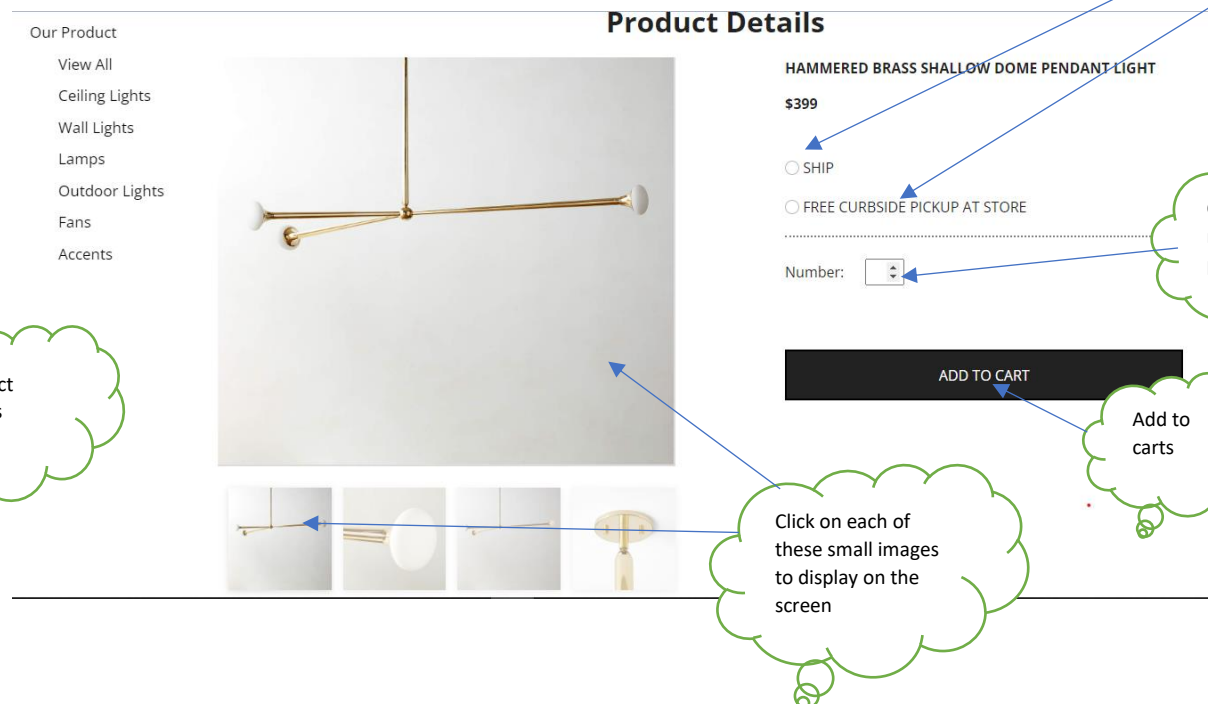 Product Details
Our Product
View All
Ceiling Lights
Wall Lights
Lamps
Outdoor Lights
Fans
Accents
HAMMERED BRASS SHALLOW DOME PENDANT LIGHT
$399
SHIP
FREE CURBSIDE PICKUP AT STORE
Number:
ADD TO CART
Add to
carts
Click on each of
these small images
to display on the
screen